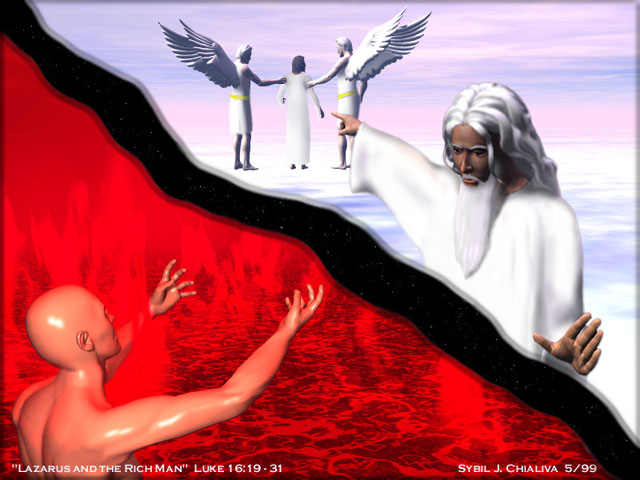 "Lazarus and the Rich Man" Luke 16:19 - 31
Sybil J. Chialiva 5/99